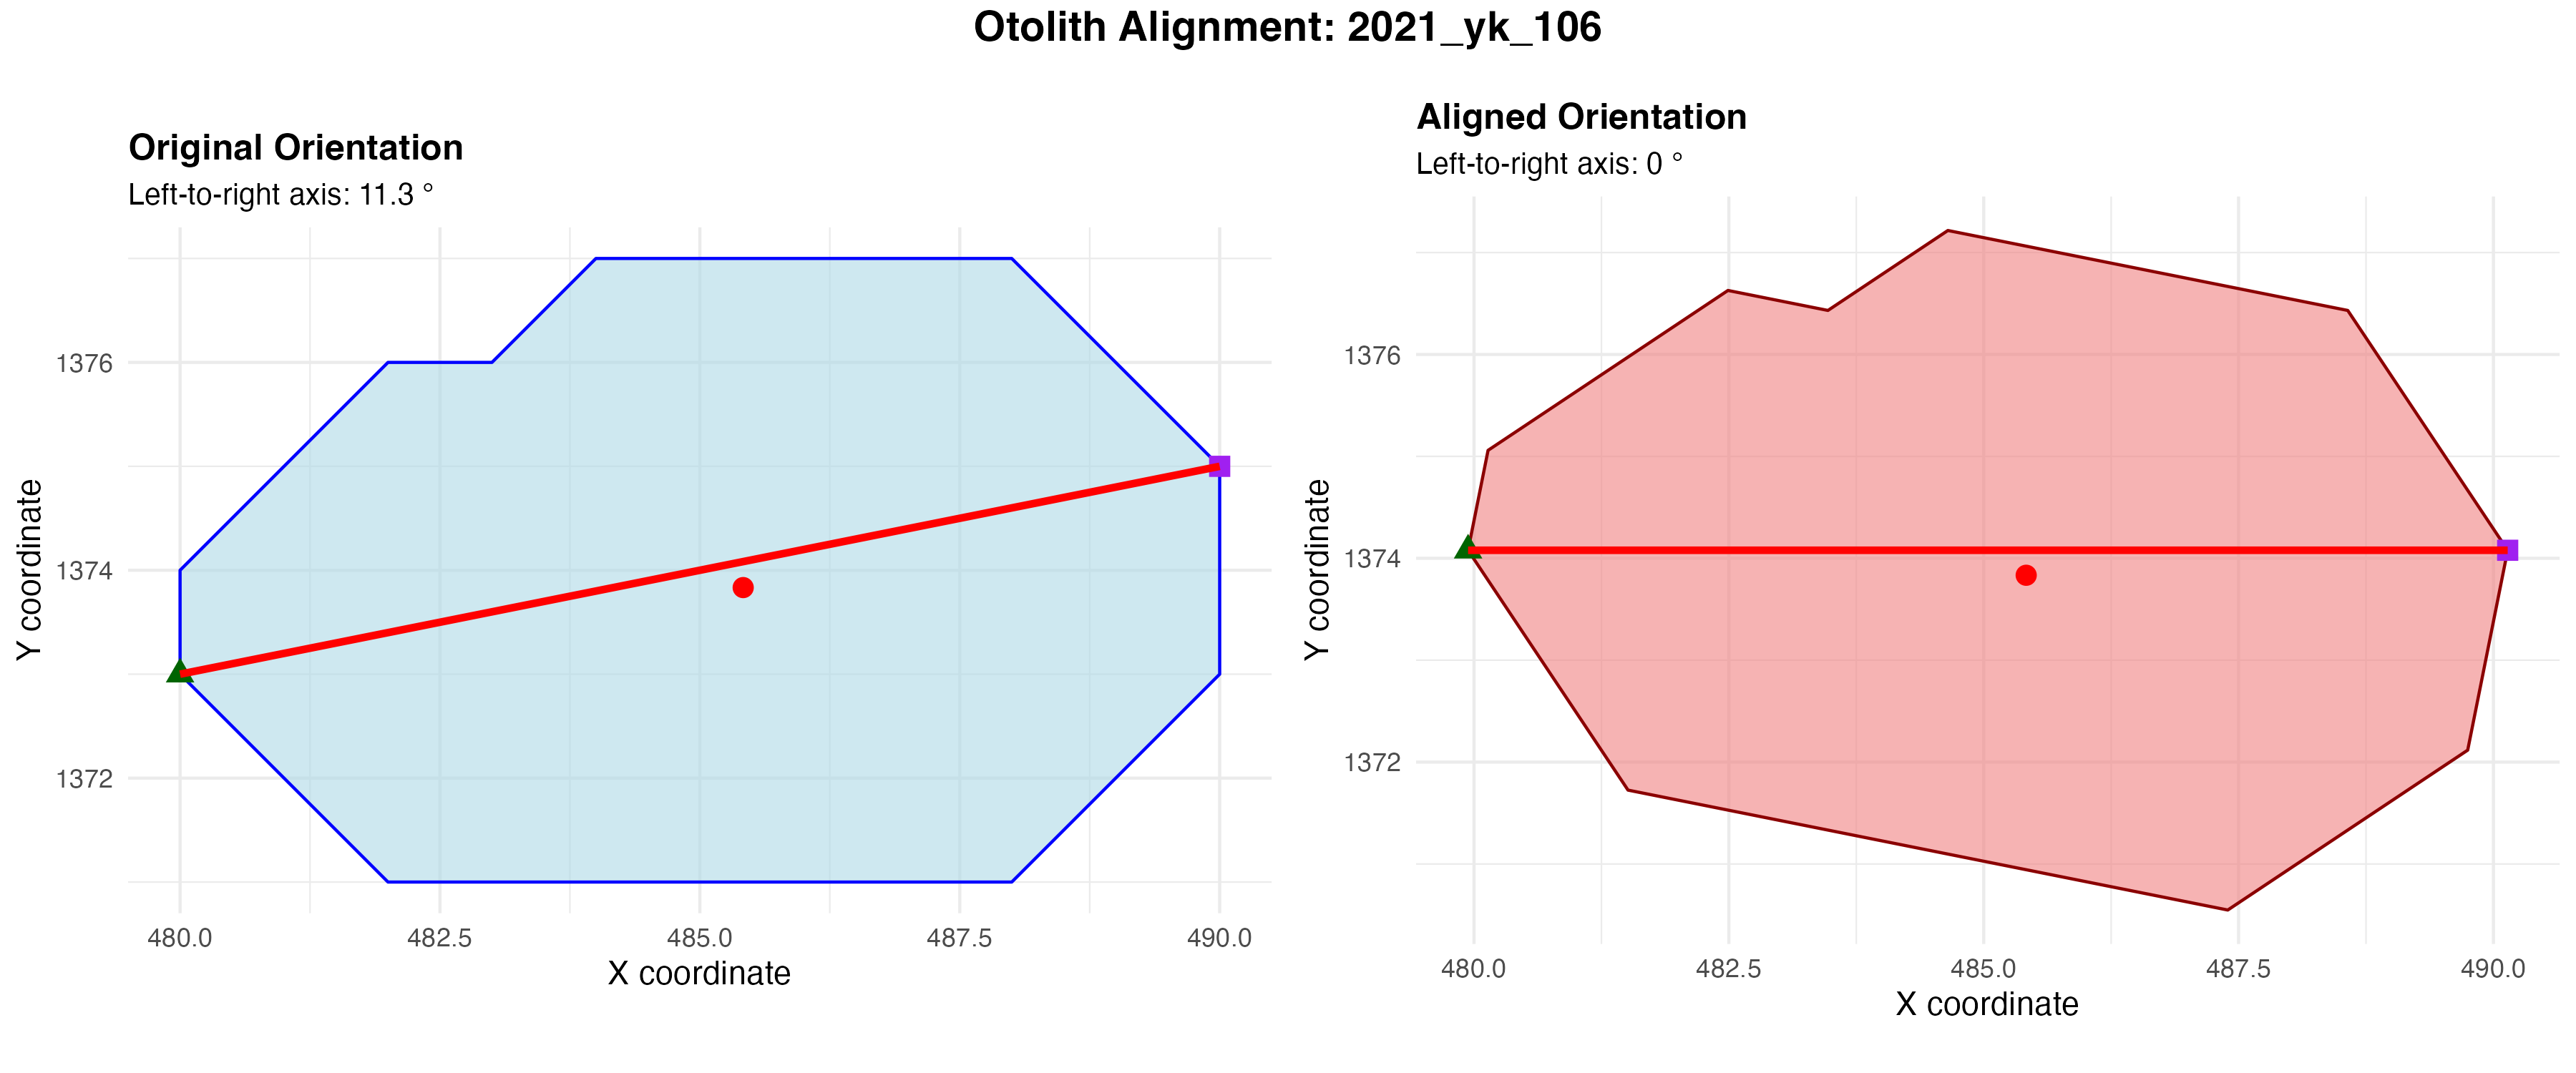 Otolith Alignment: 2021_yk_106
Original Orientation
Left-to-right axis: 11.3 °
Y coordinate
1376
1374
1372
480.0 482.5 485.0 487.5 490.0
X coordinate
Aligned Orientation
Left-to-right axis: 0 °
Y coordinate
1376
1374
1372
480.0 482.5 485.0 487.5 490.0
X coordinate